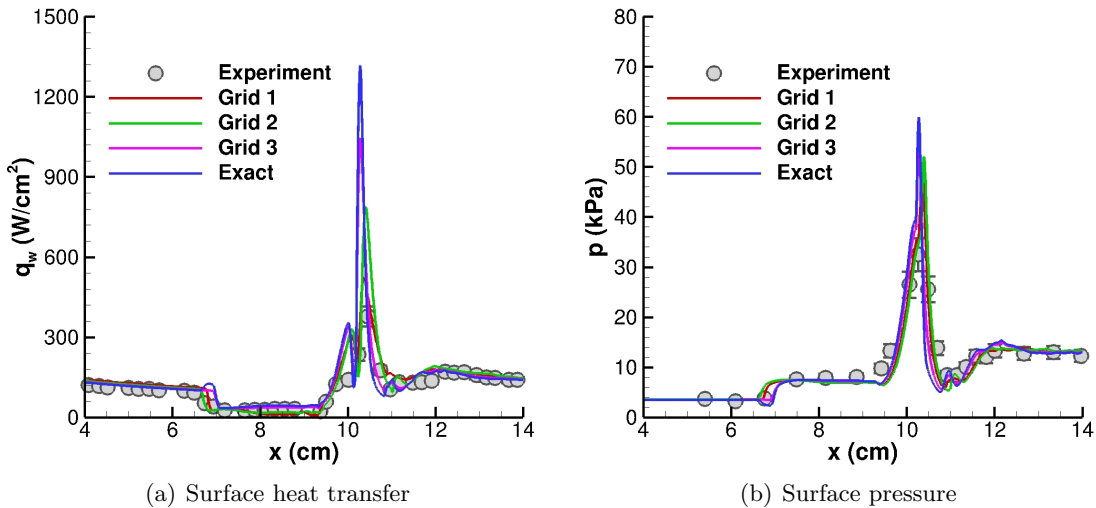 1500
1200
900
600
300
0
q_w (W/cm²)
Experiment
Grid 1
Grid 2
Grid 3
Exact
4 6 8 10 12 14
x (cm)
(a) Surface heat transfer
80
70
60
50
40
30
20
10
0
p (kPa)
Experiment
Grid 1
Grid 2
Grid 3
Exact
4 6 8 10 12 14
x (cm)
(b) Surface pressure